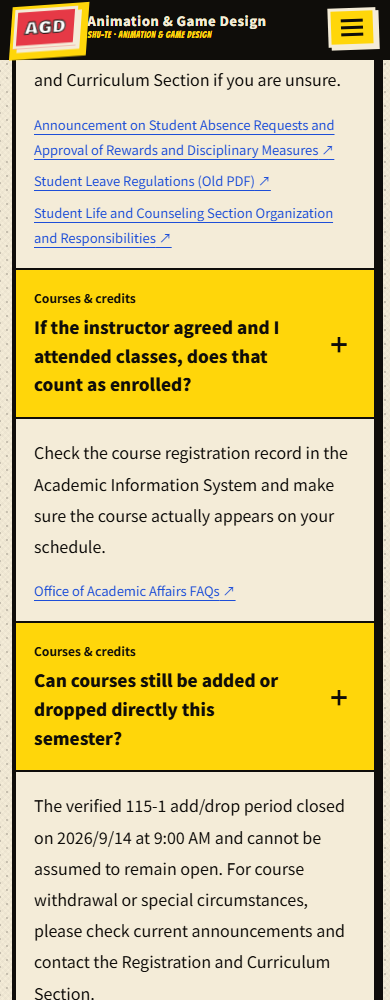 AGD
Animation & Game Design
SHU-TE • ANIMATION & GAME DESIGN
and Curriculum Section if you are unsure.
Announcement on Student Absence Requests and
Approval of Rewards and Disciplinary Measures ↗
Student Leave Regulations (Old PDF) ↗
Student Life and Counseling Section Organization
and Responsibilities ↗
Courses & credits
If the instructor agreed and I
attended classes, does that
count as enrolled?
+
Check the course registration record in the
Academic Information System and make
sure the course actually appears on your
schedule.
Office of Academic Affairs FAQs ↗
Courses & credits
Can courses still be added or
dropped directly this
semester?
+
The verified 115-1 add/drop period closed
on 2026/9/14 at 9:00 AM and cannot be
assumed to remain open. For course
withdrawal or special circumstances,
please check current announcements and
contact the Registration and Curriculum
Section.